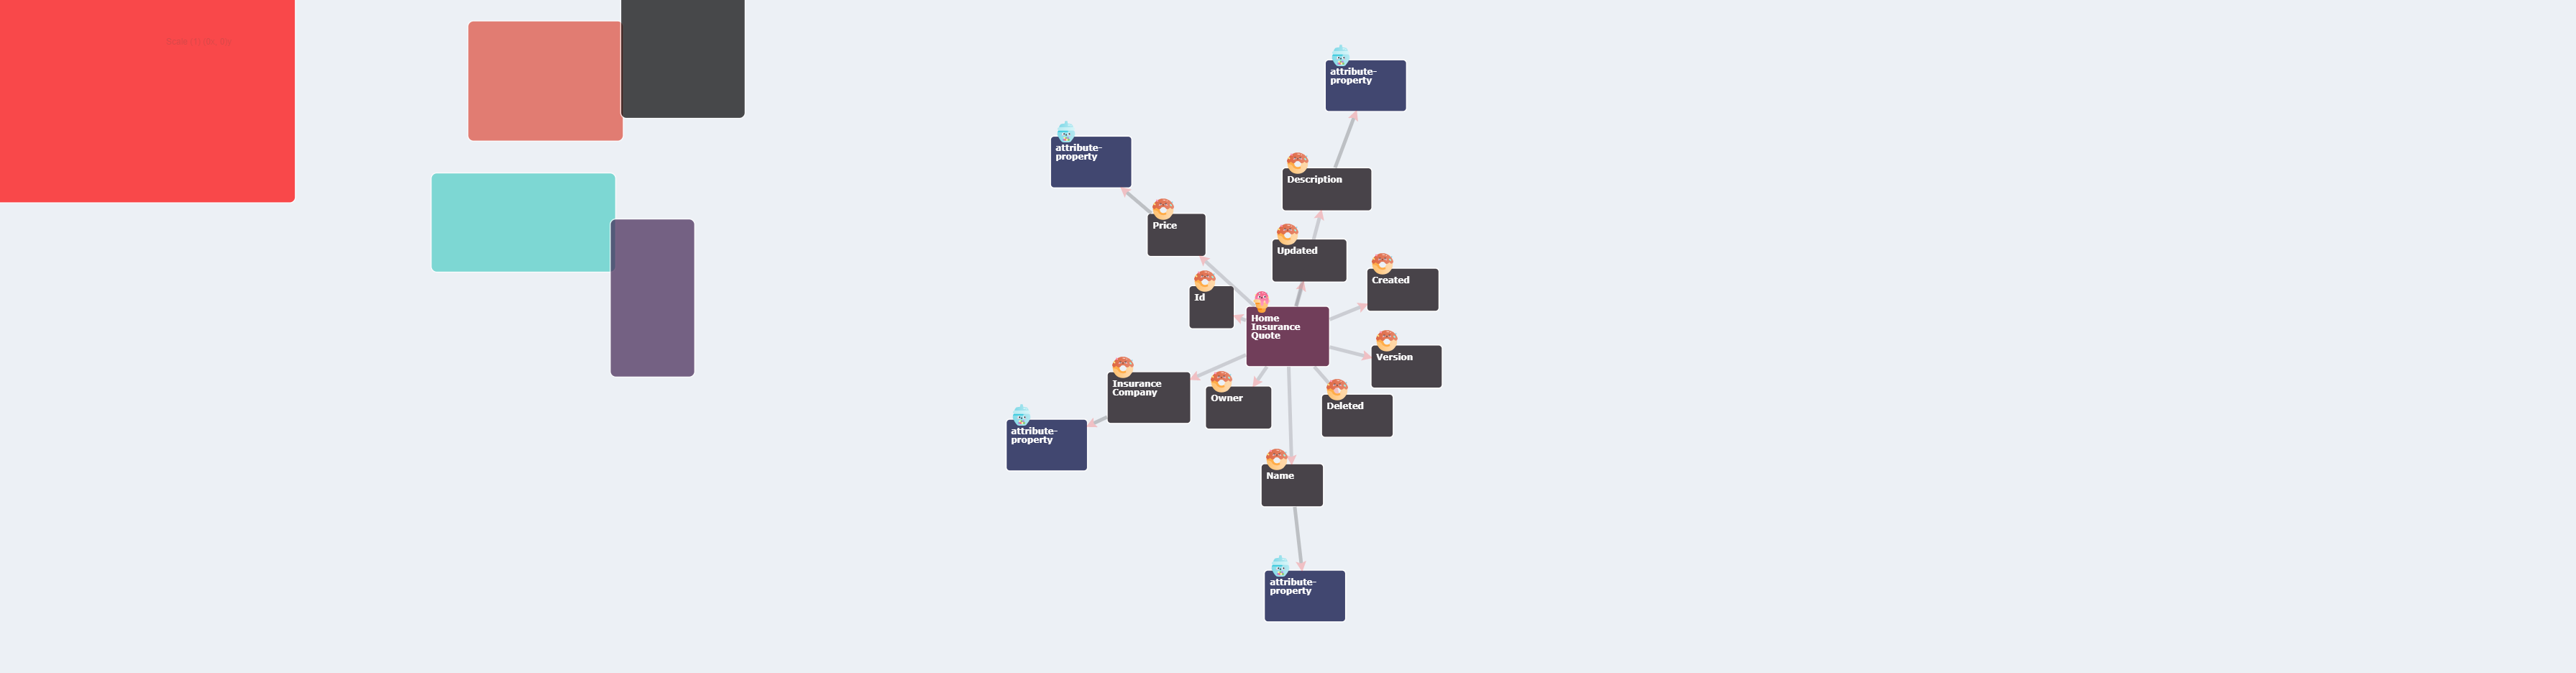 attribute-
property
attribute-
property
Description
Price
Updated
Created
Id
Home
Insurance
Quote
Version
Insurance
Company
Owner
Deleted
attribute-
property
Name
attribute-
property